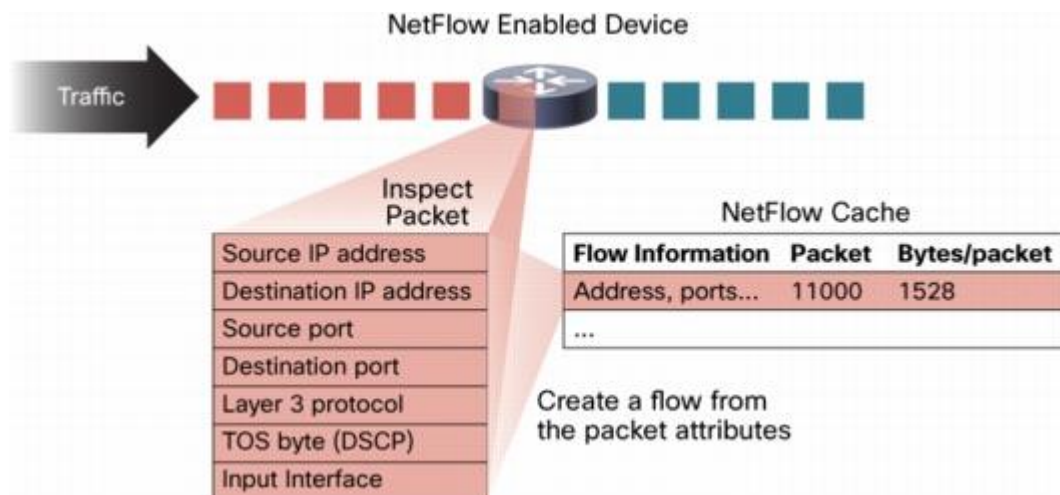 NetFlow Enabled Device
Traffic
Inspect
Packet
Source IP address
Destination IP address
Source port
Destination port
Layer 3 protocol
TOS byte (DSCP)
Input Interface
NetFlow Cache
Flow Information Packet Bytes/packet
Address, ports... 11000 1528
...
Create a flow from
the packet attributes